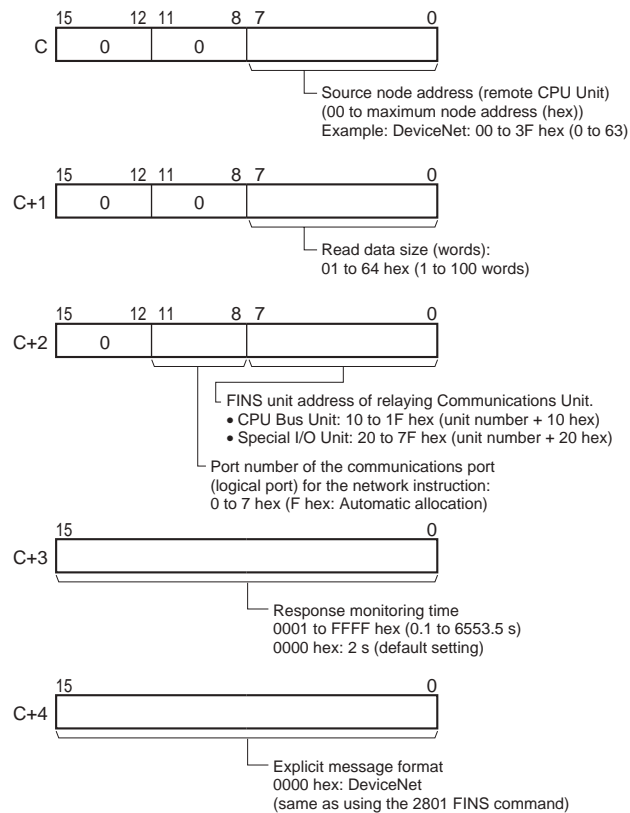 15 12 11 8 7 0
C 0 0
Source node address (remote CPU Unit)
(00 to maximum node address (hex))
Example: DeviceNet: 00 to 3F hex (0 to 63)
15 12 11 8 7 0
C+1 0 0
Read data size (words):
01 to 64 hex (1 to 100 words)
15 12 11 8 7 0
C+2 0
FINS unit address of relaying Communications Unit.
• CPU Bus Unit: 10 to 1F hex (unit number + 10 hex)
• Special I/O Unit: 20 to 7F hex (unit number + 20 hex)
Port number of the communications port
(logical port) for the network instruction:
0 to 7 hex (F hex: Automatic allocation)
15 0
C+3
Response monitoring time
0001 to FFFF hex (0.1 to 6553.5 s)
0000 hex: 2 s (default setting)
15 0
C+4
Explicit message format
0000 hex: DeviceNet
(same as using the 2801 FINS command)